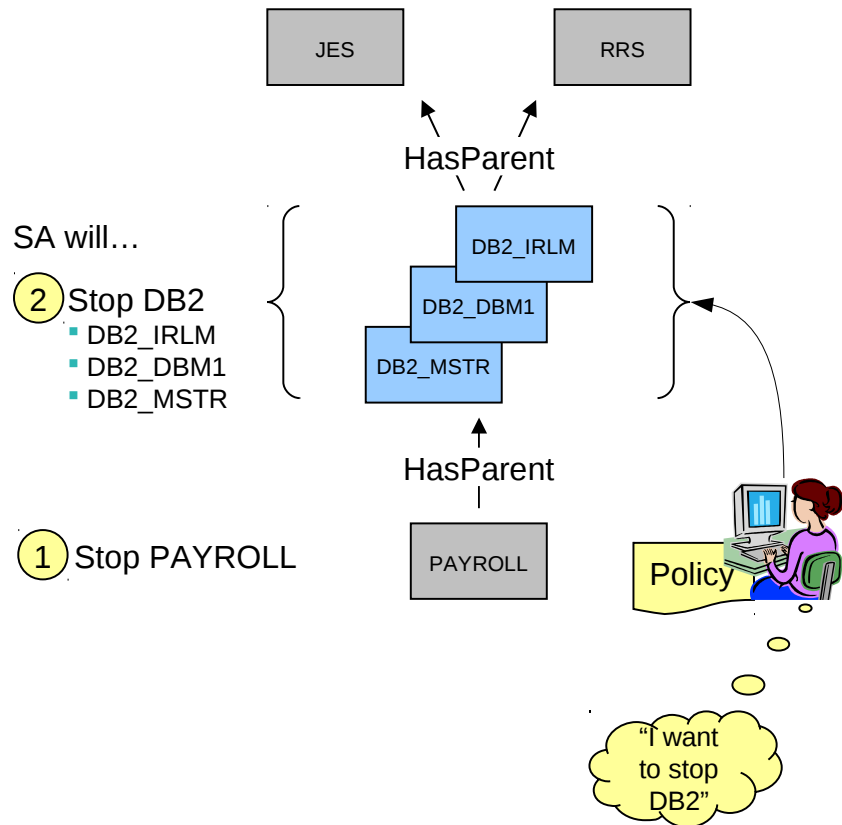 JES
RRS
HasParent
SA will…
2 Stop DB2
DB2_IRLM
DB2_DBM1
DB2_MSTR
DB2_IRLM
DB2_DBM1
DB2_MSTR
HasParent
1 Stop PAYROLL
PAYROLL
Policy
“I want
to stop
DB2”